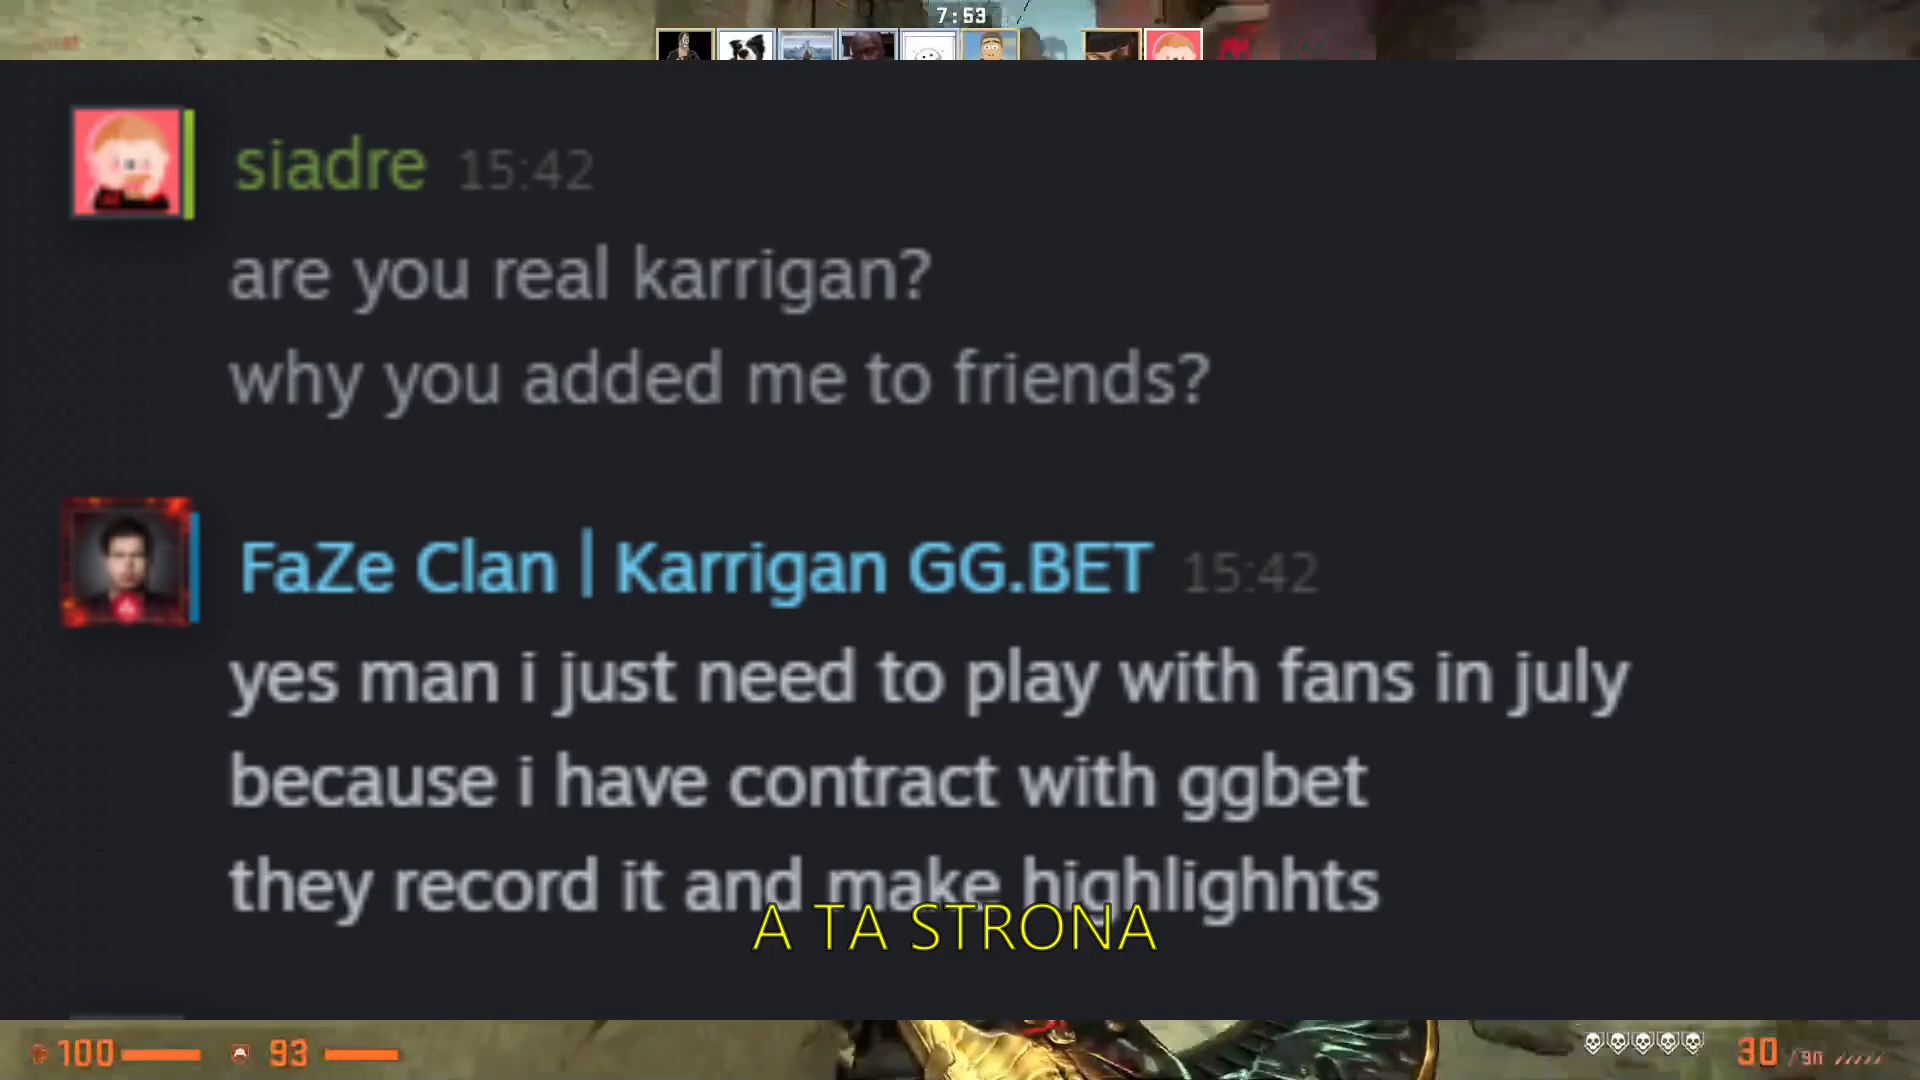 7:53
siadre 15:42
are you real karrigan?
why you added me to friends?
FaZe Clan | Karrigan GG.BET 15:42
yes man i just need to play with fans in july
because i have contract with ggbet
they record it and make highlighhts
A TA STRONA
100 93 30 /90